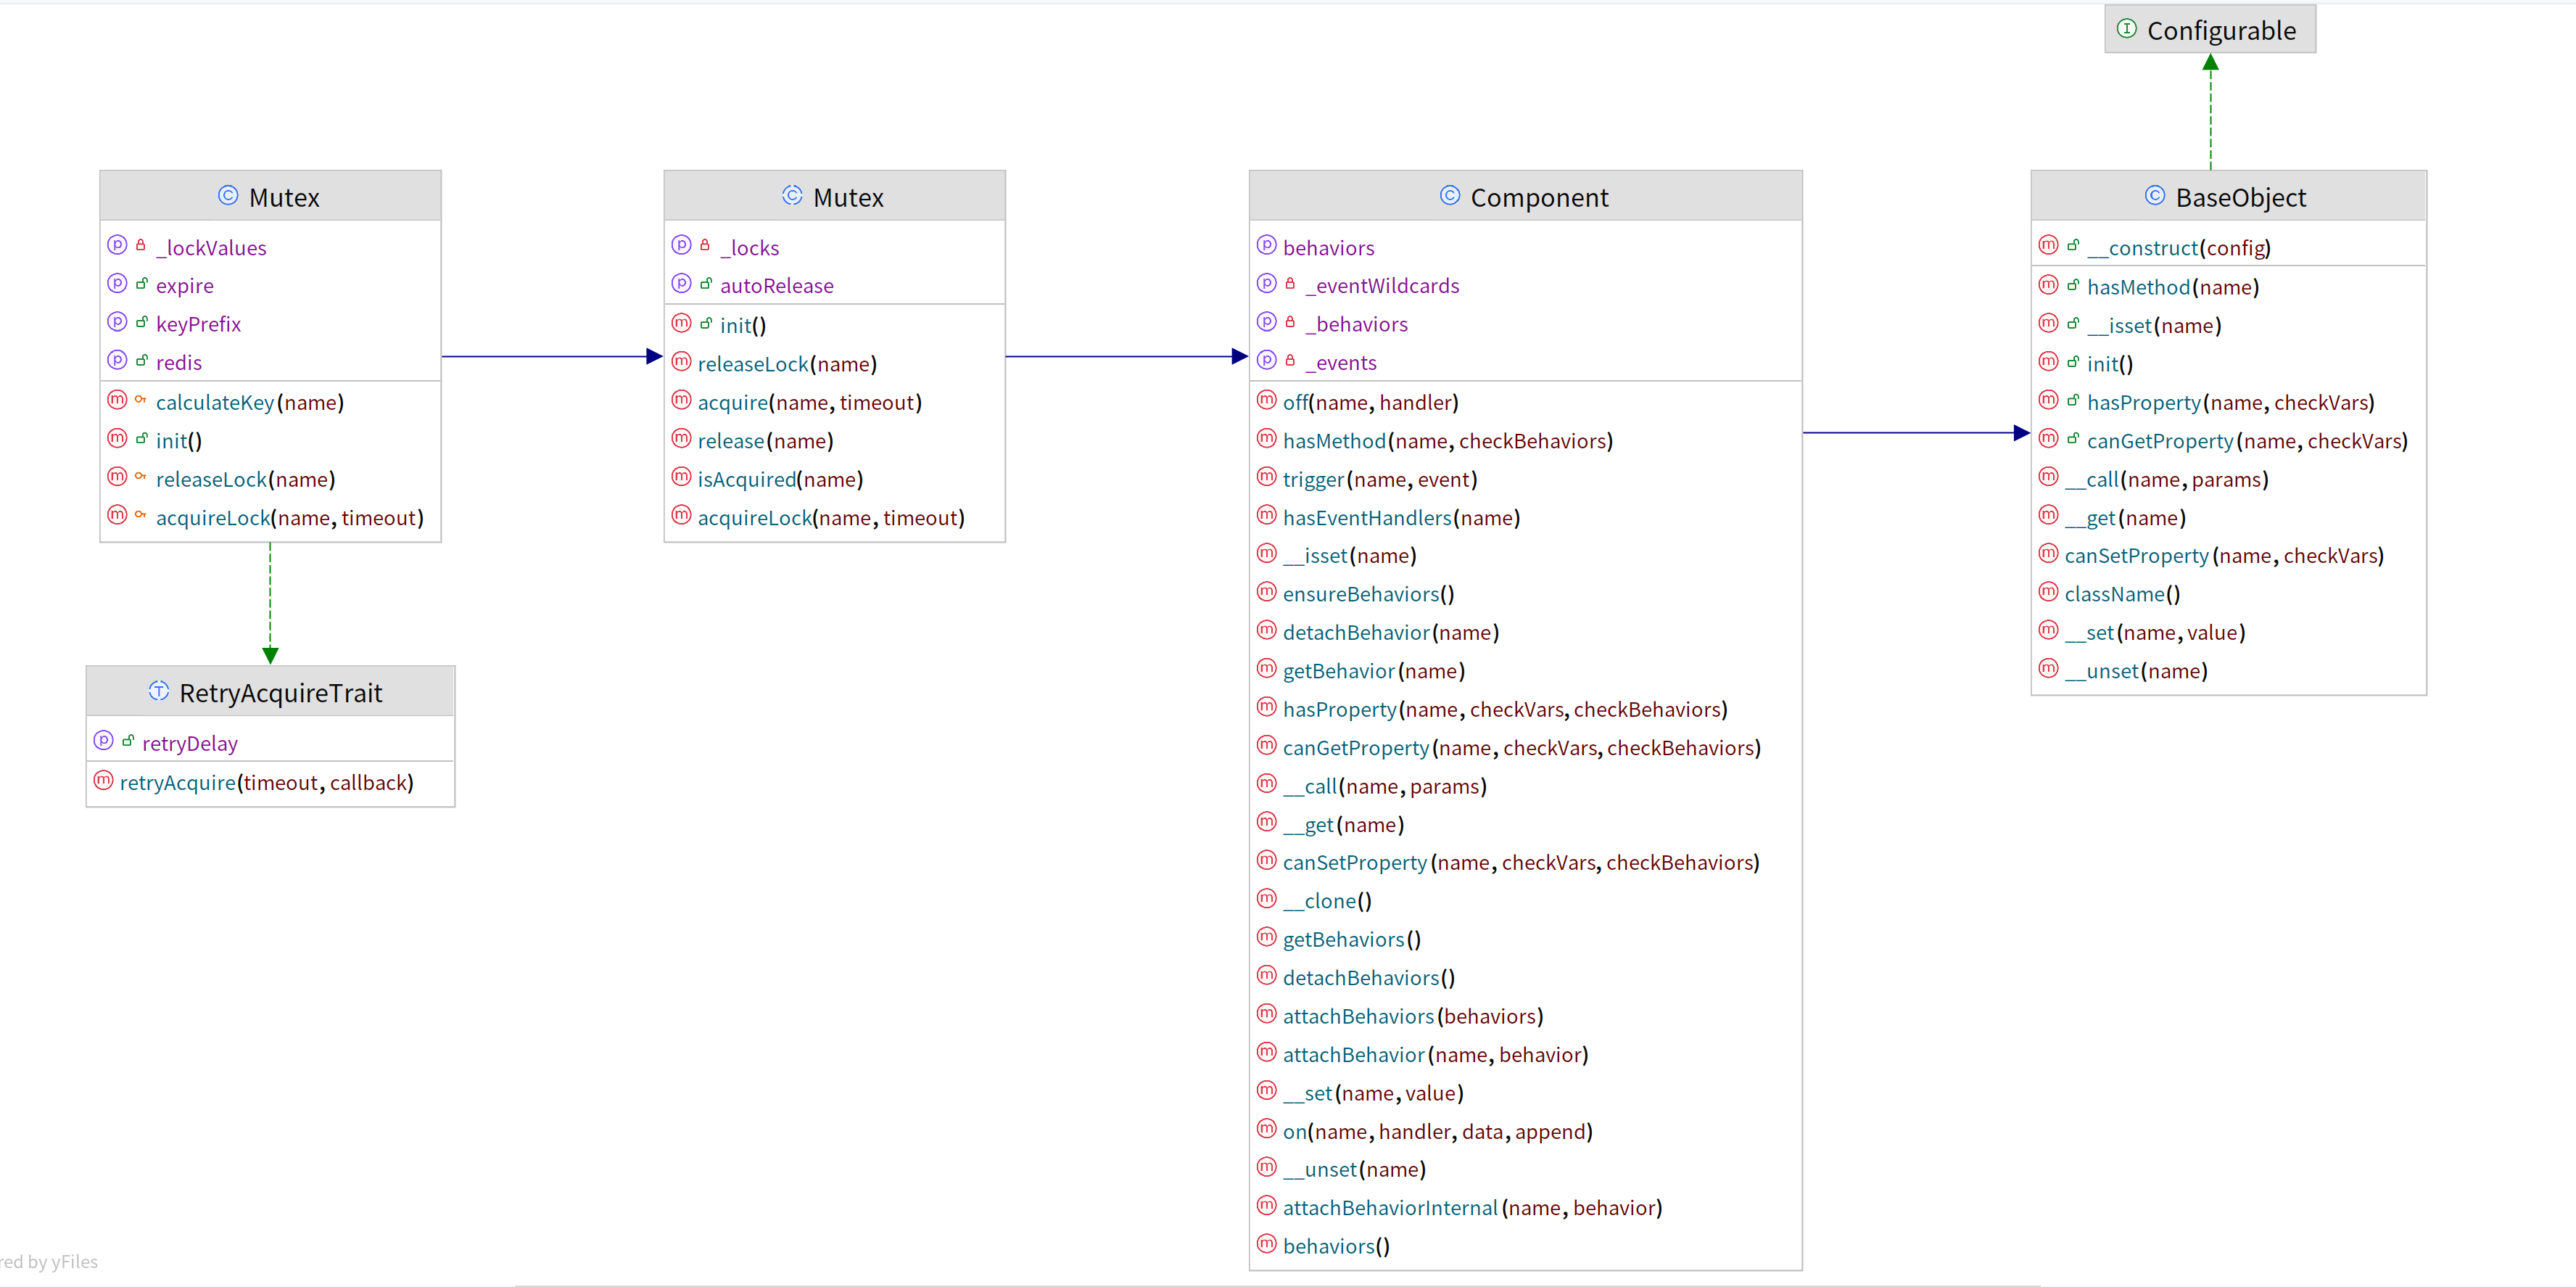 Configurable
Mutex
_lockValues
expire
keyPrefix
redis
calculateKey(name)
init()
releaseLock(name)
acquireLock(name, timeout)
RetryAcquireTrait
retryDelay
retryAcquire(timeout, callback)
Mutex
_locks
autoRelease
init()
releaseLock(name)
acquire(name, timeout)
release(name)
isAcquired(name)
acquireLock(name, timeout)
Component
behaviors
_eventWildcards
_behaviors
_events
off(name, handler)
hasMethod(name, checkBehaviors)
trigger(name, event)
hasEventHandlers(name)
__isset(name)
ensureBehaviors()
detachBehavior(name)
getBehavior(name)
hasProperty(name, checkVars, checkBehaviors)
canGetProperty(name, checkVars, checkBehaviors)
__call(name, params)
__get(name)
canSetProperty(name, checkVars, checkBehaviors)
__clone()
getBehaviors()
detachBehaviors()
attachBehaviors(behaviors)
attachBehavior(name, behavior)
__set(name, value)
on(name, handler, data, append)
__unset(name)
attachBehaviorInternal(name, behavior)
behaviors()
BaseObject
__construct(config)
hasMethod(name)
__isset(name)
init()
hasProperty(name, checkVars)
canGetProperty(name, checkVars)
__call(name, params)
__get(name)
canSetProperty(name, checkVars)
className()
__set(name, value)
__unset(name)
red by yFiles